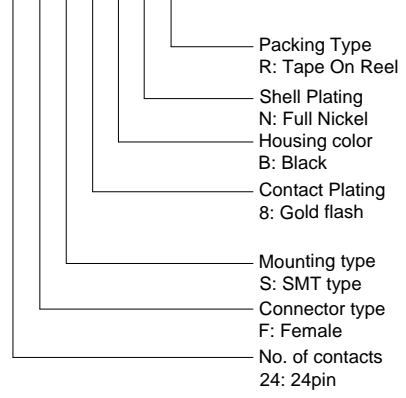 Packing Type
R: Tape On Reel
Shell Plating
N: Full Nickel
Housing color
B: Black
Contact Plating
8: Gold flash
Mounting type
S: SMT type
Connector type
F: Female
No. of contacts
24: 24pin